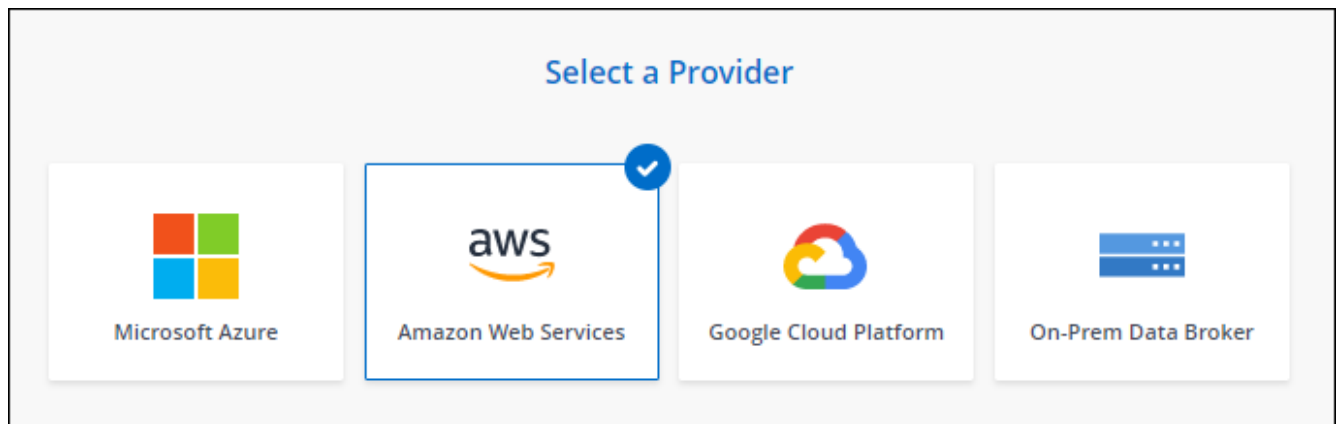 Select a Provider
aws
Microsoft Azure
Amazon Web Services
Google Cloud Platform
On-Prem Data Broker